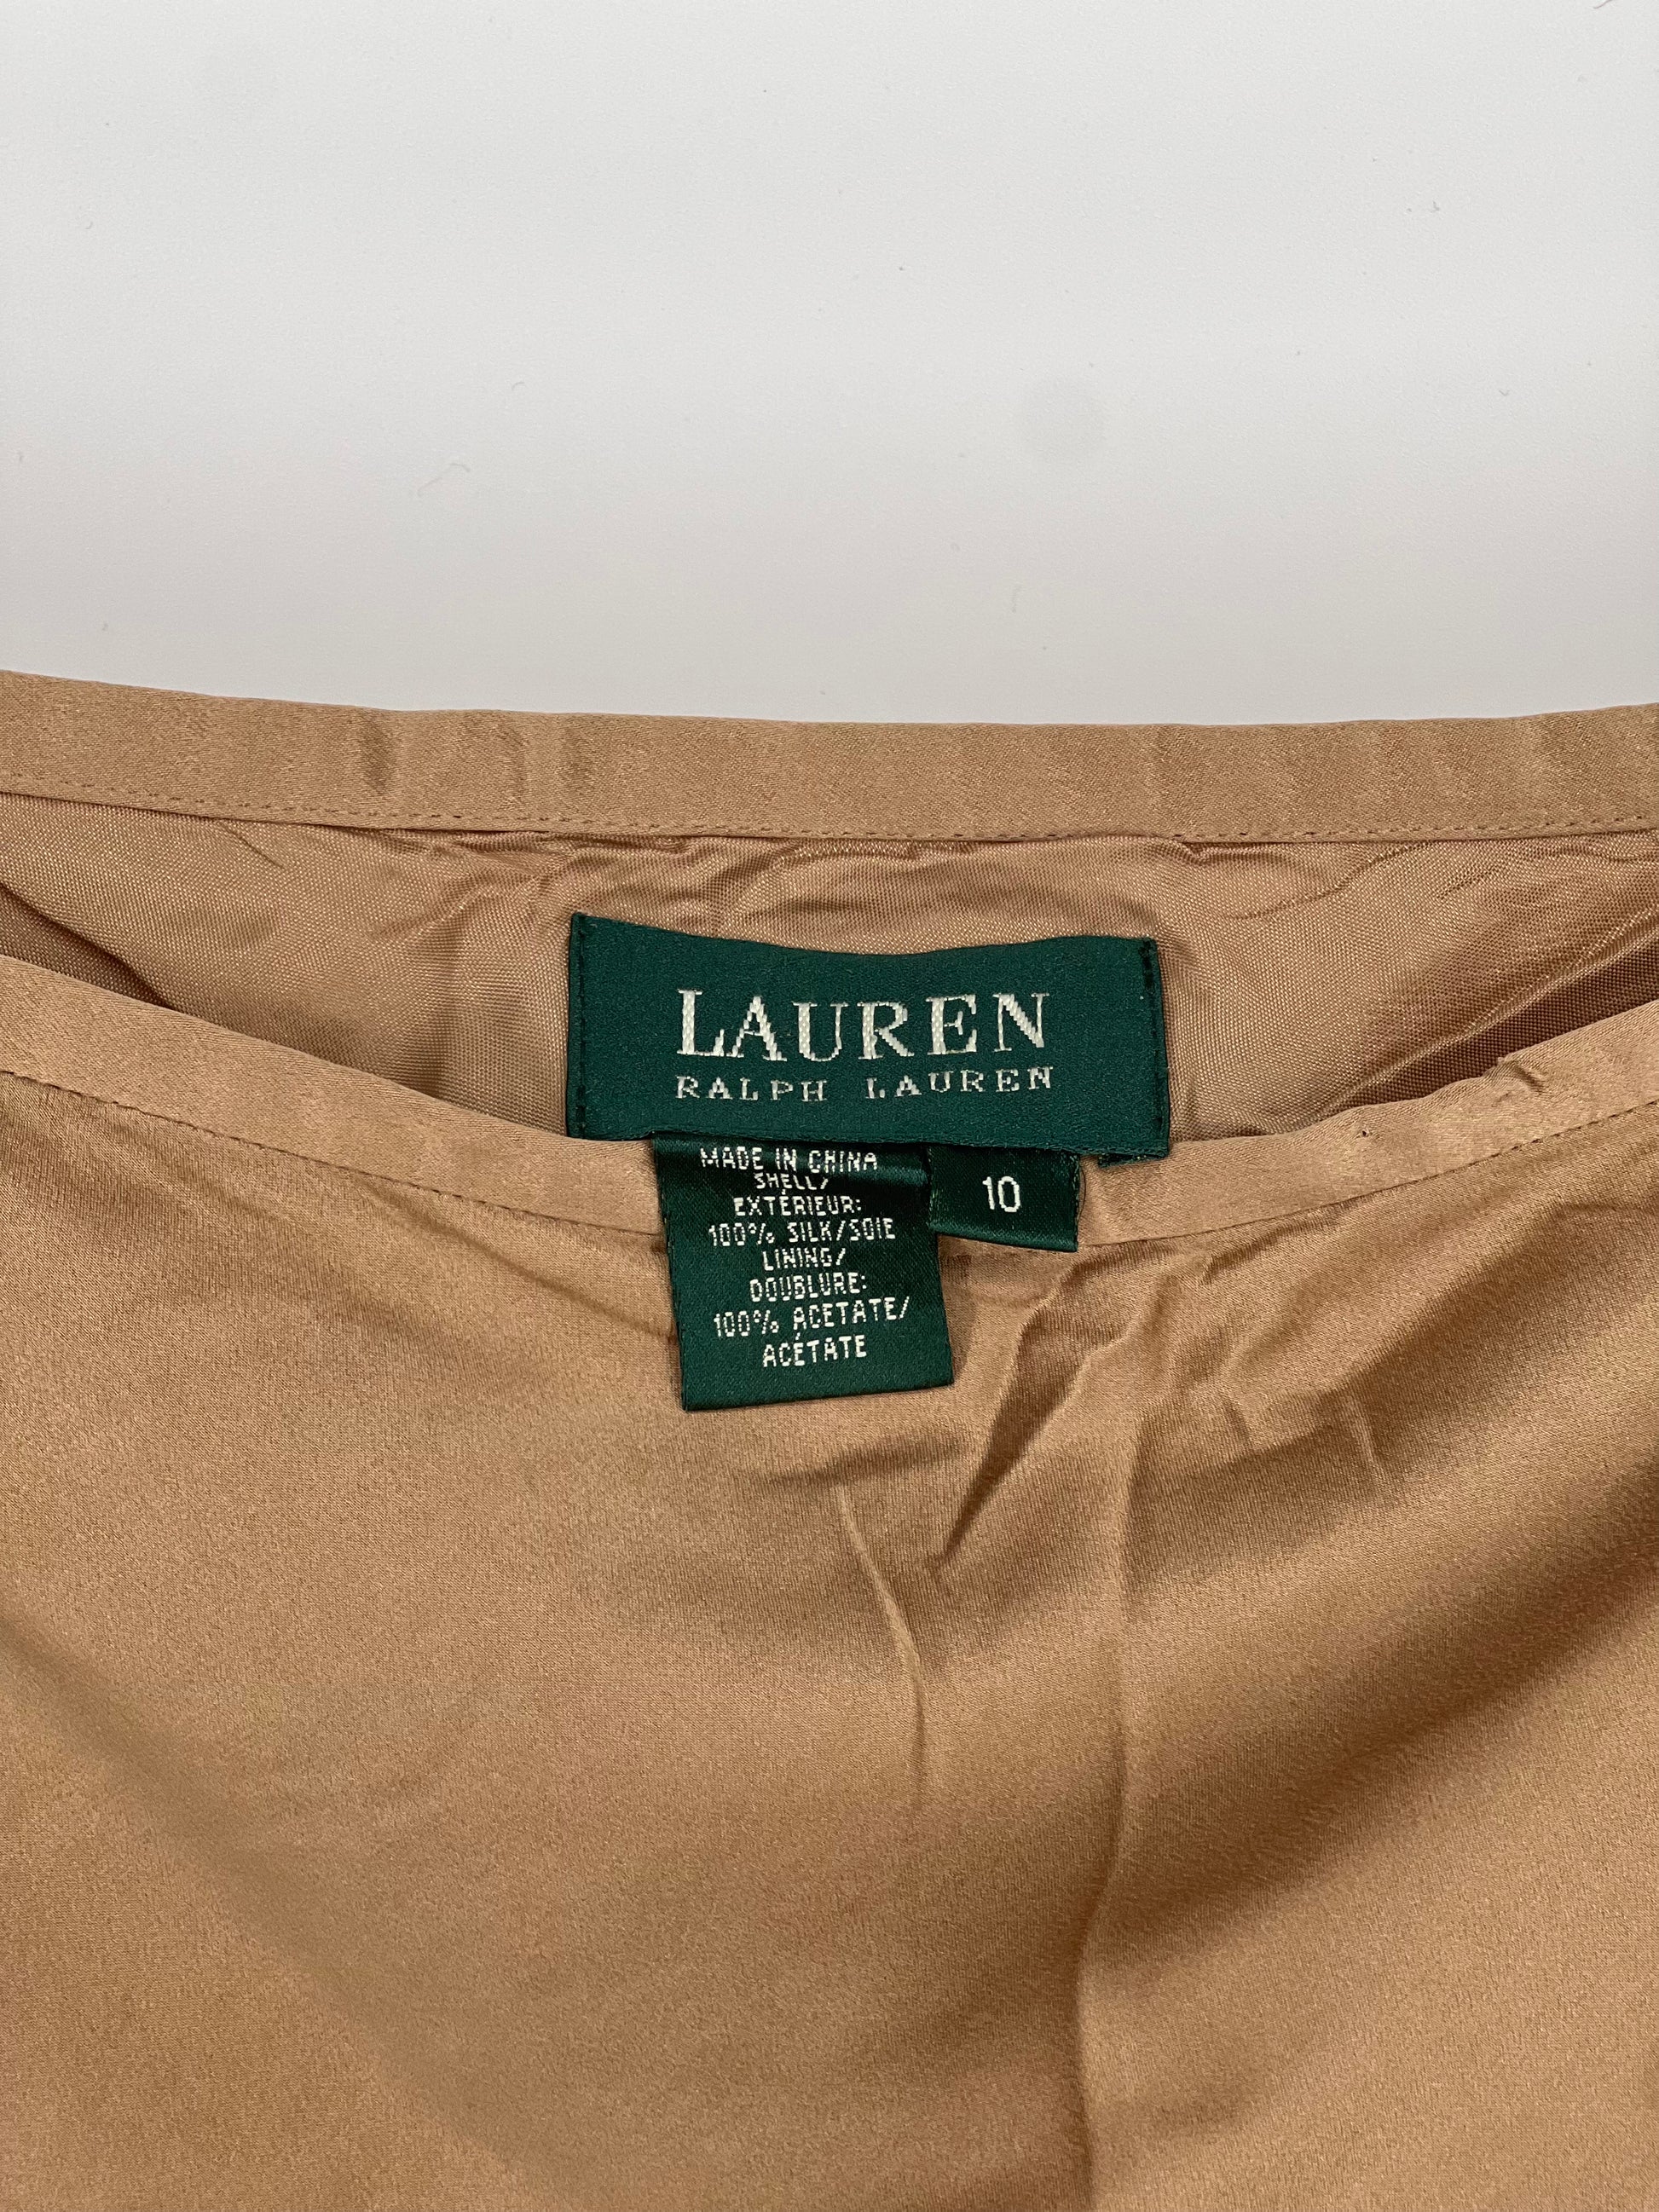 LAUREN
RALPH LAUREN
MADE IN CHINA
SHELL/
EXTÉRIEUR:
100% SILK/SOIE
LINING/
DOUBLURE:
100% ACETATE/
ACÉTATE
10